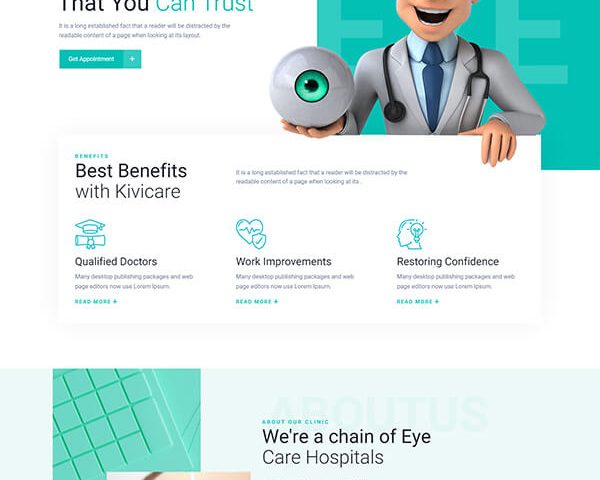 That You Can Trust
It is a long established fact that a reader will be distracted by the
readable content of a page when looking at its layout.
Get Appointment +
EYE
BENEFITS
Best Benefits
with Kivicare
It is a long established fact that a reader will be distracted by the
readable content of a page when looking at its .
Qualified Doctors
Many desktop publishing packages and web
page editors now use Lorem Ipsum.
READ MORE +
Work Improvements
Many desktop publishing packages and web
page editors now use Lorem Ipsum.
READ MORE +
Restoring Confidence
Many desktop publishing packages and web
page editors now use Lorem Ipsum.
READ MORE +
ABOUTUS
ABOUT OUR CLINIC
We're a chain of Eye
Care Hospitals